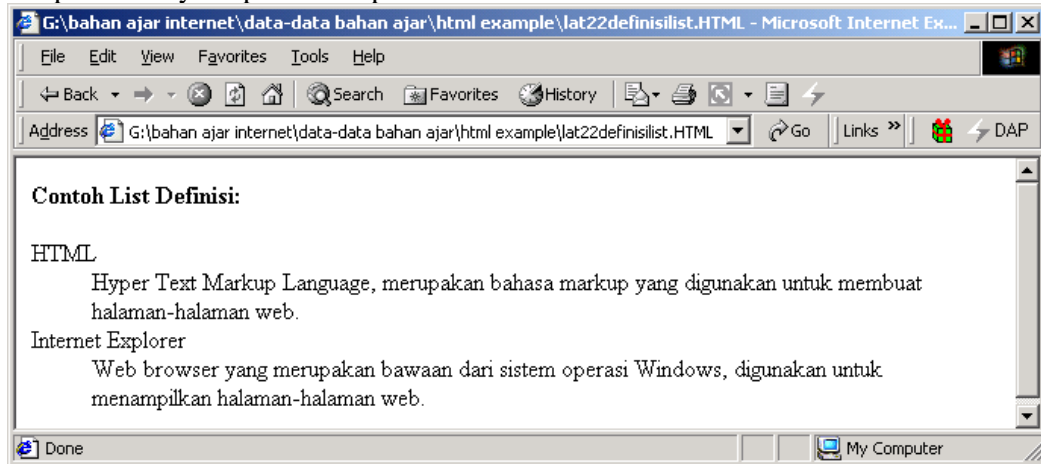 G:\bahan ajar internet\data-data bahan ajar\html example\lat22definisilist.HTML - Microsoft Internet Ex...
File Edit View Favorites Tools Help
Back Search Favorites History
Address G:\bahan ajar internet\data-data bahan ajar\html example\lat22definisilist.HTML Go Links » DAP
Contoh List Definisi:
HTML
Hyper Text Markup Language, merupakan bahasa markup yang digunakan untuk membuat
halaman-halaman web.
Internet Explorer
Web browser yang merupakan bawaan dari sistem operasi Windows, digunakan untuk
menampilkan halaman-halaman web.
Done My Computer